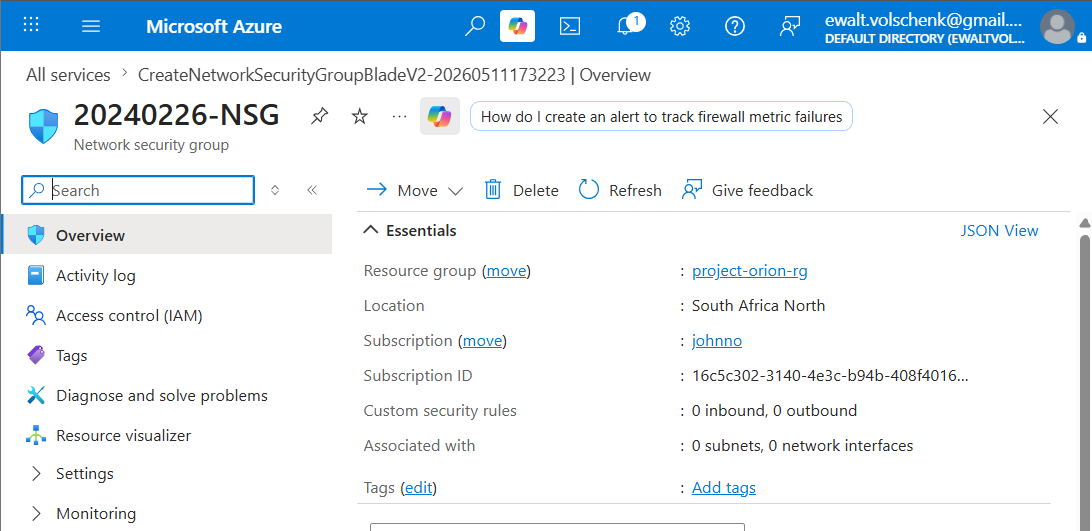 Microsoft Azure
1
ewalt.volschenk@gmail....
DEFAULT DIRECTORY (EWALTVOL...
All services > CreateNetworkSecurityGroupBladeV2-20260511173223 | Overview
20240226-NSG
Network security group
How do I create an alert to track firewall metric failures
Search
Move
Delete
Refresh
Give feedback
Overview
Activity log
Access control (IAM)
Tags
Diagnose and solve problems
Resource visualizer
Settings
Monitoring
Essentials
JSON View
Resource group (move) : project-orion-rg
Location : South Africa North
Subscription (move) : johnno
Subscription ID : 16c5c302-3140-4e3c-b94b-408f4016...
Custom security rules : 0 inbound, 0 outbound
Associated with : 0 subnets, 0 network interfaces
Tags (edit) : Add tags